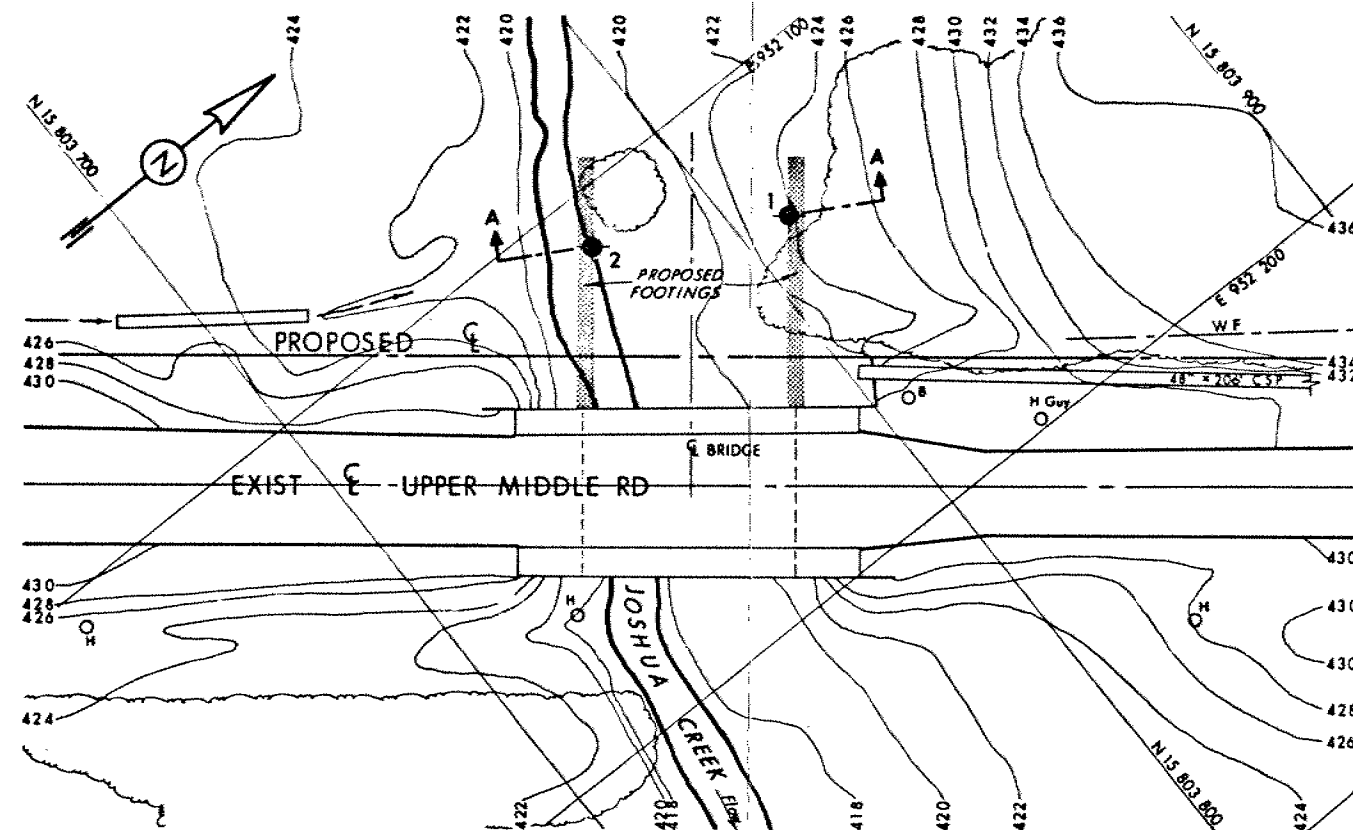 424
422
420
420
422
E 952 100
424
426
428
430
432
434
436
N 15 803 900
N 15 803 700
N
A
A
1
2
436
PROPOSED
FOOTINGS
E 952 200
PROPOSED ℄
WF
426
428
430
434
432
48" × 206' CSP
B
H Guy
℄ BRIDGE
EXIST ℄ UPPER MIDDLE RD
430
428
426
H
H
JOSHUA CREEK Flow
H
430
430
430
428
426
424
N 15 803 800
422
420
418
418
420
422
424